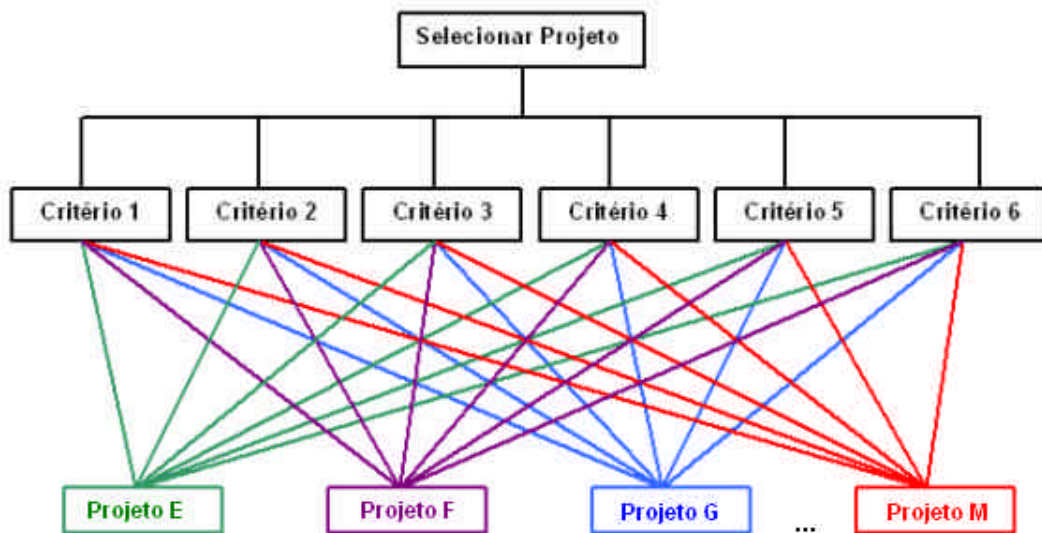 Selecionar Projeto
Critério 1
Critério 2
Critério 3
Critério 4
Critério 5
Critério 6
Projeto E
Projeto F
Projeto G
...
Projeto M